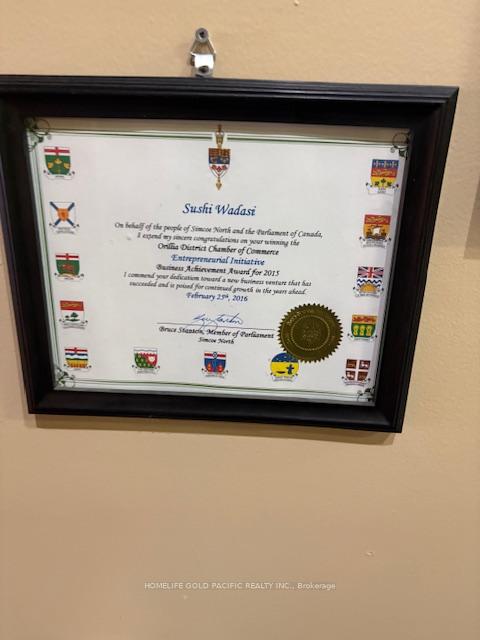 Sushi Wadasi
On behalf of the people of Simcoe North and the Parliament of Canada,
I extend my sincere congratulations on your winning the
Orillia District Chamber of Commerce
Entrepreneurial Initiative
Business Achievement Award for 2015
I commend your dedication toward a new business venture that has
succeeded and is poised for continued growth in the years ahead.
February 25th, 2016
Bruce Stanton, Member of Parliament
Simcoe North
HOMELIFE GOLD PACIFIC REALTY INC., Brokerage